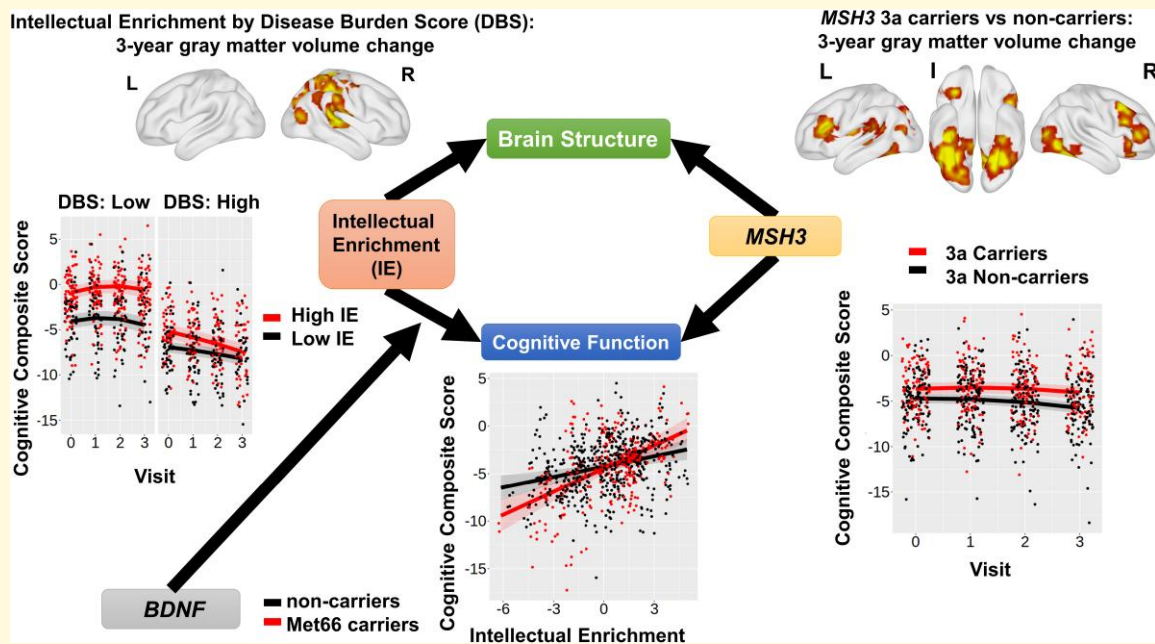 Intellectual Enrichment by Disease Burden Score (DBS):
3-year gray matter volume change
L
R
MSH3 3a carriers vs non-carriers:
3-year gray matter volume change
L
I
R
Brain Structure
Intellectual
Enrichment
(IE)
MSH3
Cognitive Function
BDNF
DBS: Low
DBS: High
Cognitive Composite Score
5
0
-5
-10
-15
0 1 2 3
0 1 2 3
Visit
High IE
Low IE
3a Carriers
3a Non-carriers
Cognitive Composite Score
5
0
-5
-10
-15
0 1 2 3
Visit
Cognitive Composite Score
5
0
-5
-10
-15
-6 -3 0 3
Intellectual Enrichment
non-carriers
Met66 carriers